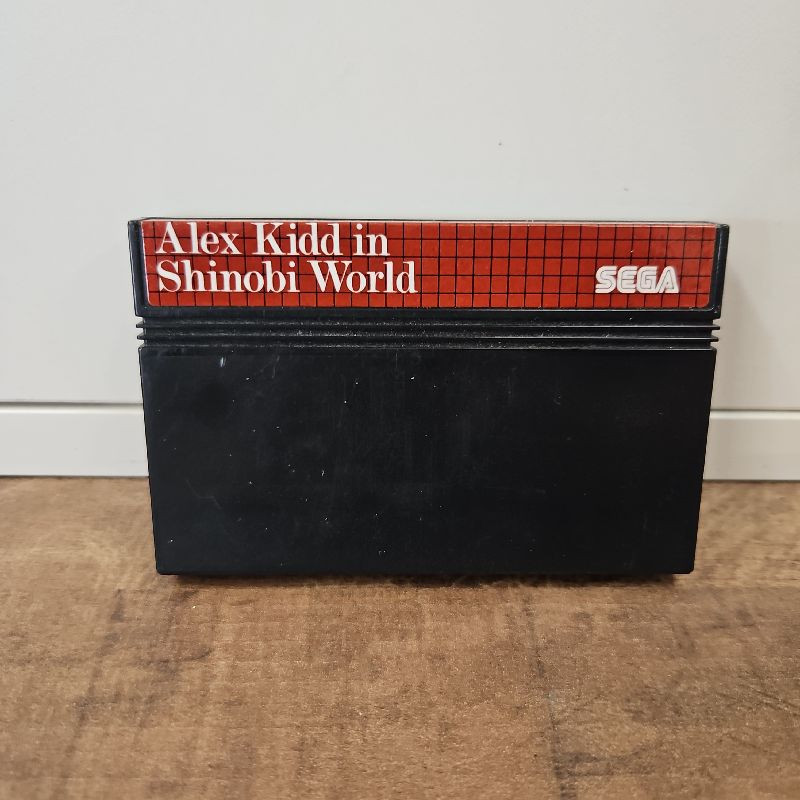 Alex Kidd in
Shinobi World
SEGA